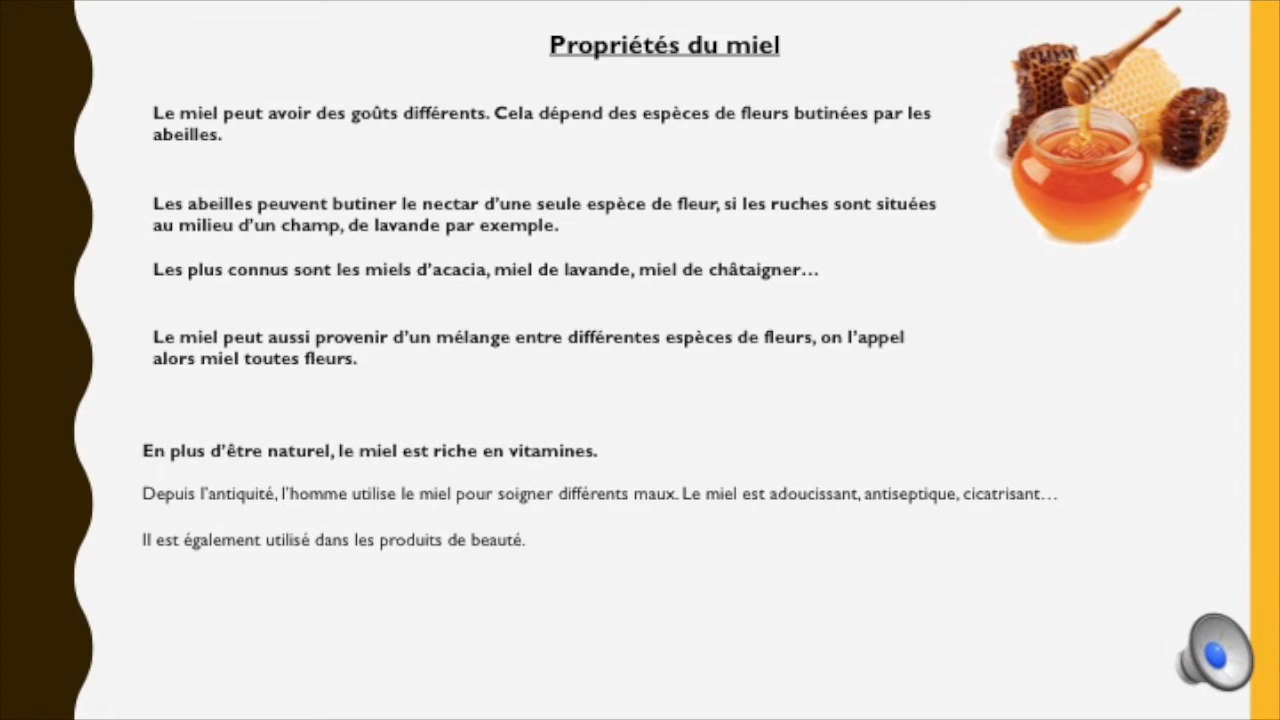 Propriétés du miel
Le miel peut avoir des goûts différents. Cela dépend des espèces de fleurs butinées par les
abeilles.
Les abeilles peuvent butiner le nectar d’une seule espèce de fleur, si les ruches sont situées
au milieu d’un champ, de lavande par exemple.
Les plus connus sont les miels d’acacia, miel de lavande, miel de châtaigner…
Le miel peut aussi provenir d’un mélange entre différentes espèces de fleurs, on l’appel
alors miel toutes fleurs.
En plus d’être naturel, le miel est riche en vitamines.
Depuis l’antiquité, l’homme utilise le miel pour soigner différents maux. Le miel est adoucissant, antiseptique, cicatrisant…
Il est également utilisé dans les produits de beauté.